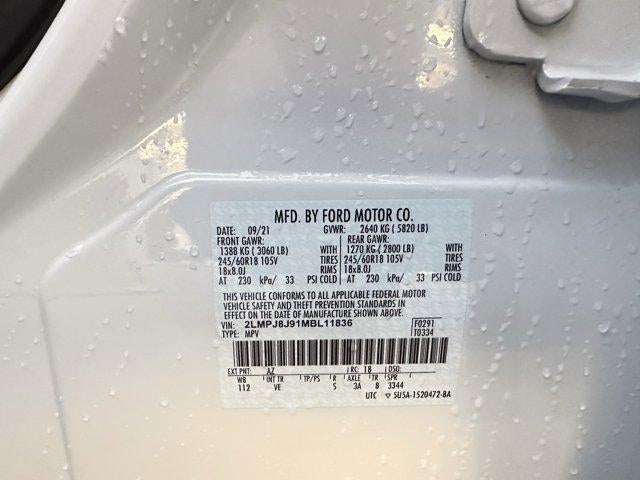 MFD. BY FORD MOTOR CO.
DATE: 09/21 GVWR: 2640 KG ( 5820 LB)
FRONT GAWR: REAR GAWR:
1388 KG ( 3060 LB) WITH 1270 KG ( 2800 LB) WITH
245/60R18 105V TIRES 245/60R18 105V TIRES
18x8.0J RIMS 18x8.0J RIMS
AT 230 kPa/ 33 PSI COLD AT 230 kPa/ 33 PSI COLD
THIS VEHICLE CONFORMS TO ALL APPLICABLE FEDERAL MOTOR
VEHICLE SAFETY AND THEFT PREVENTION STANDARDS IN
EFFECT ON THE DATE OF MANUFACTURE SHOWN ABOVE.
VIN: 2LMPJ8J91MBL11836 F0291
TYPE: MPV T0334
EXT PNT: AZ RC: 18 DSO:
WB INT TR TP/PS R AXLE TR SPR
112 VE S 3A B 3344
UTC ▽ 5U5A-1520472-BA